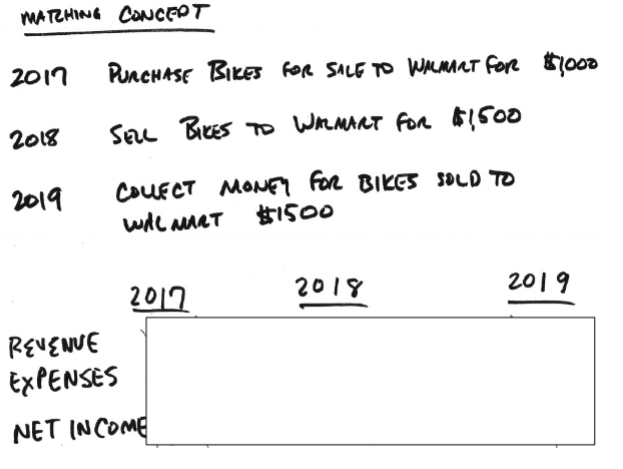 MATCHING CONCEPT
2017 PURCHASE BIKES FOR SALE TO WALMART FOR $1,000
2018 SELL BIKES TO WALMART FOR $1,500
2019 COLLECT MONEY FOR BIKES SOLD TO
WALMART $1500
2017 2018 2019
REVENUE
EXPENSES
NET INCOME